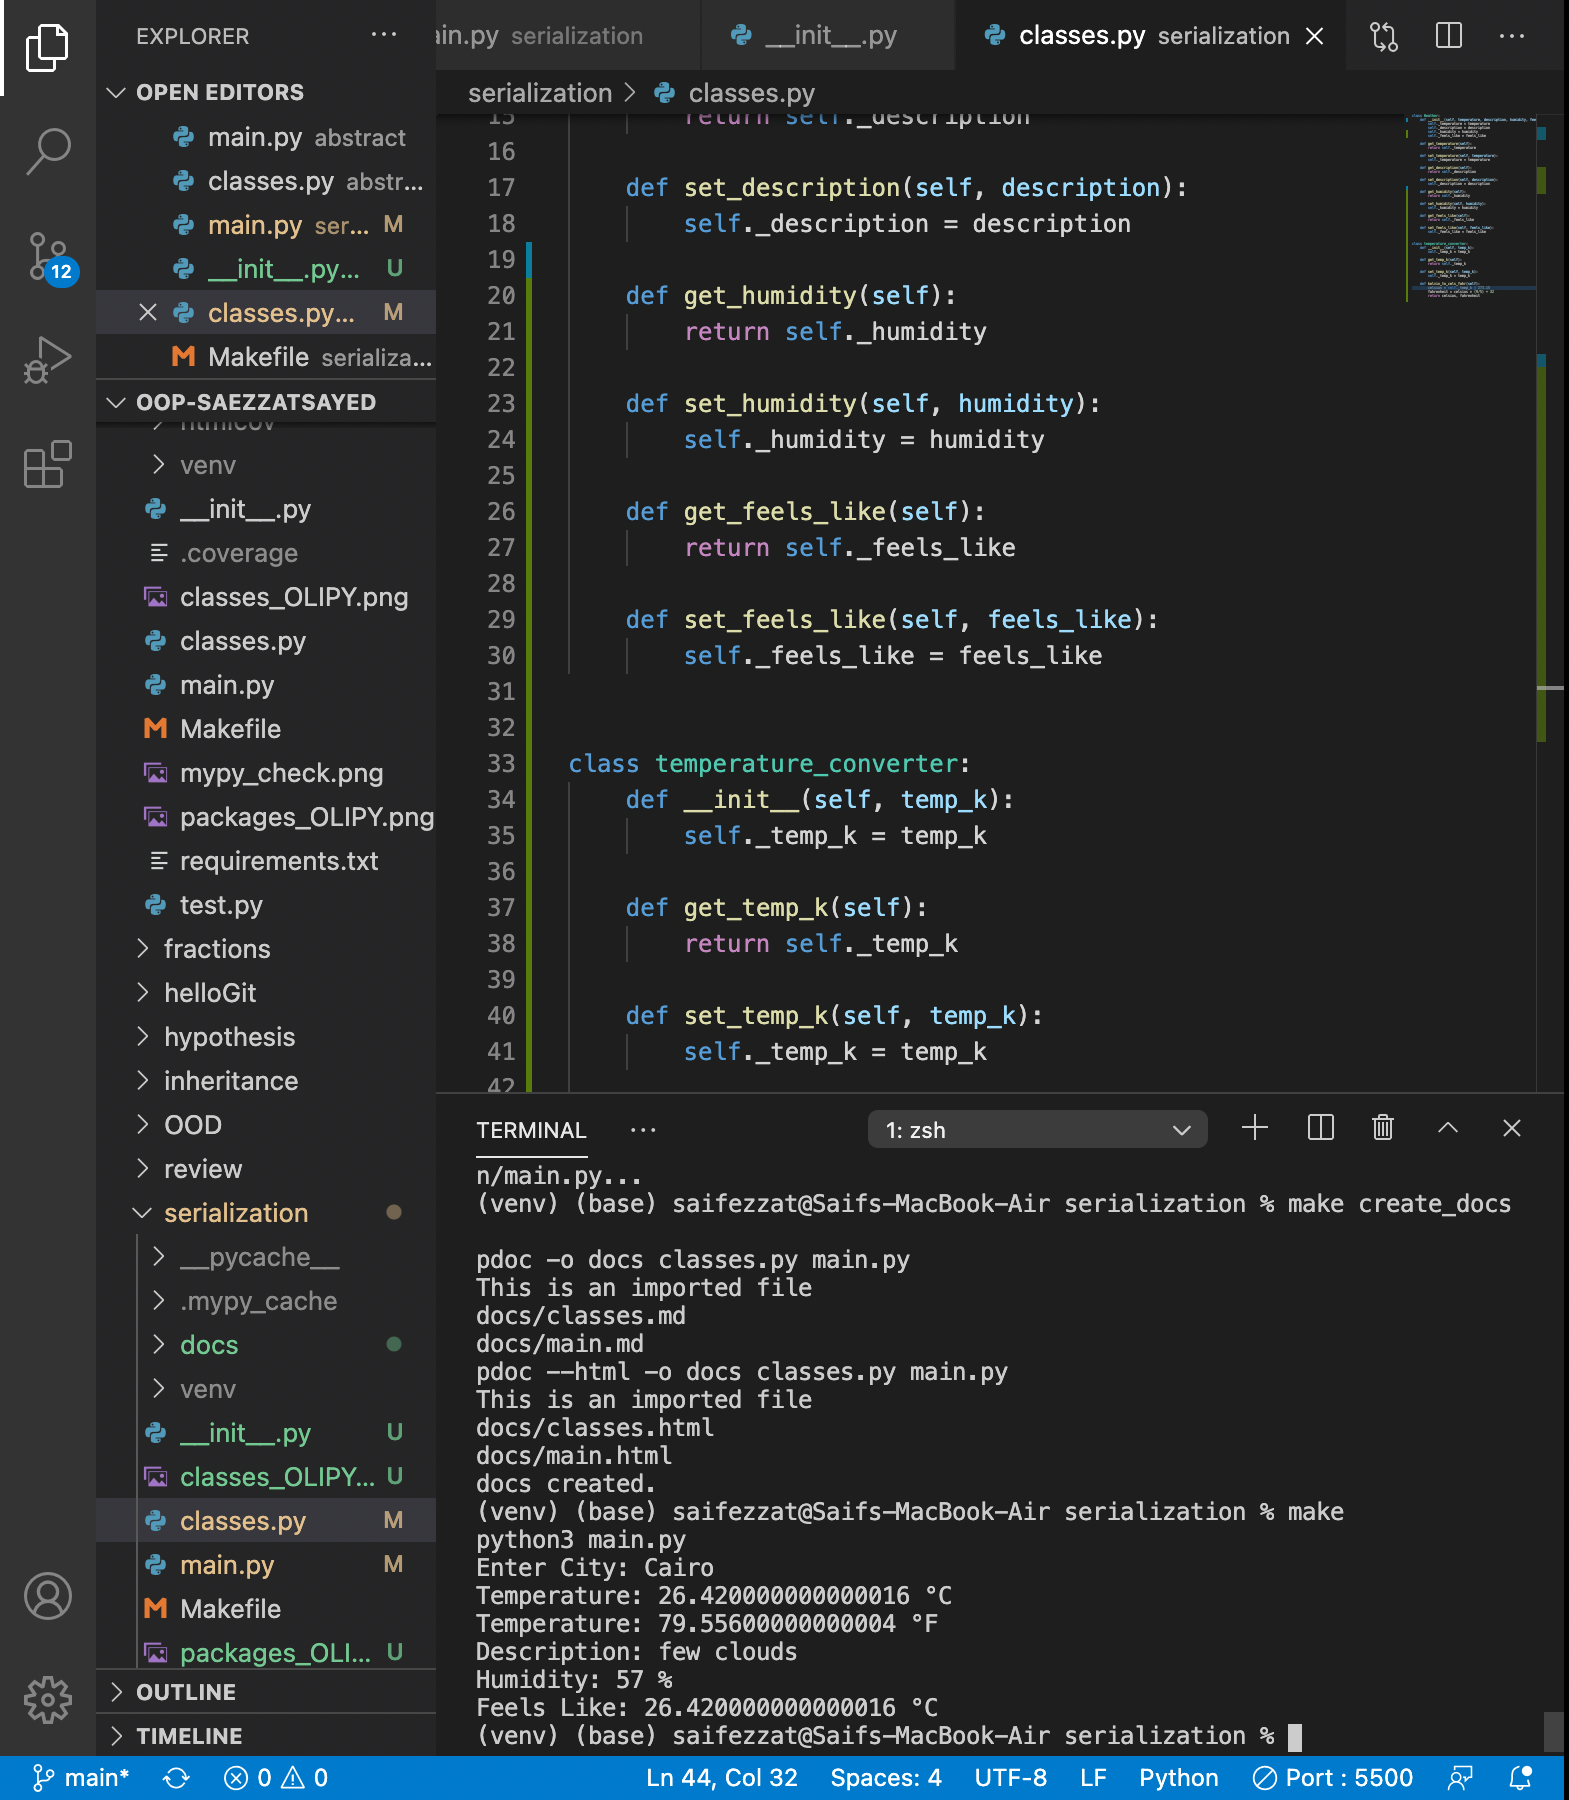 EXPLORER
OPEN EDITORS
main.py abstract
classes.py abstr...
main.py ser... M
__init__.py... U
classes.py... M
Makefile serializa...
OOP-SAEZZATSAYED
htmlcov
venv
__init__.py
.coverage
classes_OLIPY.png
classes.py
main.py
Makefile
mypy_check.png
packages_OLIPY.png
requirements.txt
test.py
fractions
helloGit
hypothesis
inheritance
OOD
review
serialization
__pycache__
.mypy_cache
docs
venv
__init__.py U
classes_OLIPY... U
classes.py M
main.py M
Makefile
packages_OLI... U
OUTLINE
TIMELINE
12
ain.py serialization
__init__.py
classes.py serialization
serialization > classes.py
15 return self._description
16
17 def set_description(self, description):
18 self._description = description
19
20 def get_humidity(self):
21 return self._humidity
22
23 def set_humidity(self, humidity):
24 self._humidity = humidity
25
26 def get_feels_like(self):
27 return self._feels_like
28
29 def set_feels_like(self, feels_like):
30 self._feels_like = feels_like
31
32
33 class temperature_converter:
34 def __init__(self, temp_k):
35 self._temp_k = temp_k
36
37 def get_temp_k(self):
38 return self._temp_k
39
40 def set_temp_k(self, temp_k):
41 self._temp_k = temp_k
42
TERMINAL
1: zsh
n/main.py...
(venv) (base) saifezzat@Saifs-MacBook-Air serialization % make create_docs
pdoc -o docs classes.py main.py
This is an imported file
docs/classes.md
docs/main.md
pdoc --html -o docs classes.py main.py
This is an imported file
docs/classes.html
docs/main.html
docs created.
(venv) (base) saifezzat@Saifs-MacBook-Air serialization % make
python3 main.py
Enter City: Cairo
Temperature: 26.420000000000016 °C
Temperature: 79.55600000000004 °F
Description: few clouds
Humidity: 57 %
Feels Like: 26.420000000000016 °C
(venv) (base) saifezzat@Saifs-MacBook-Air serialization %
main* 0 0 Ln 44, Col 32 Spaces: 4 UTF-8 LF Python Port : 5500